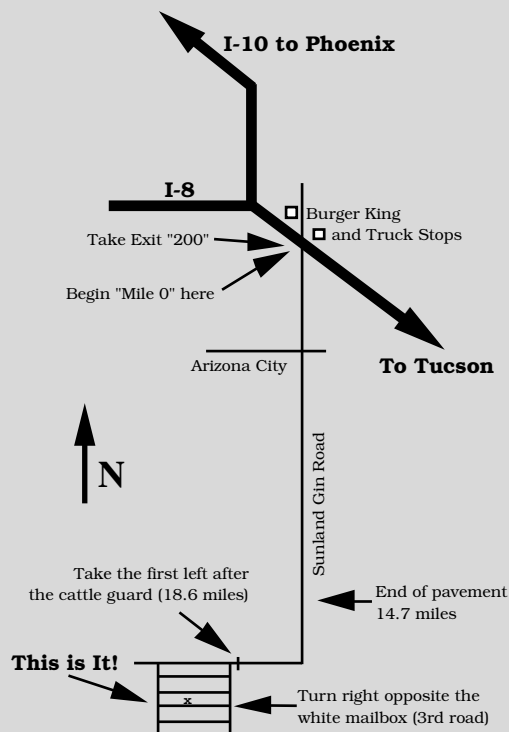 I-10 to Phoenix
I-8
Burger King
and Truck Stops
Take Exit "200"
Begin "Mile 0" here
To Tucson
Arizona City
N
Sunland Gin Road
Take the first left after
the cattle guard (18.6 miles)
End of pavement
14.7 miles
This is It!
x
Turn right opposite the
white mailbox (3rd road)